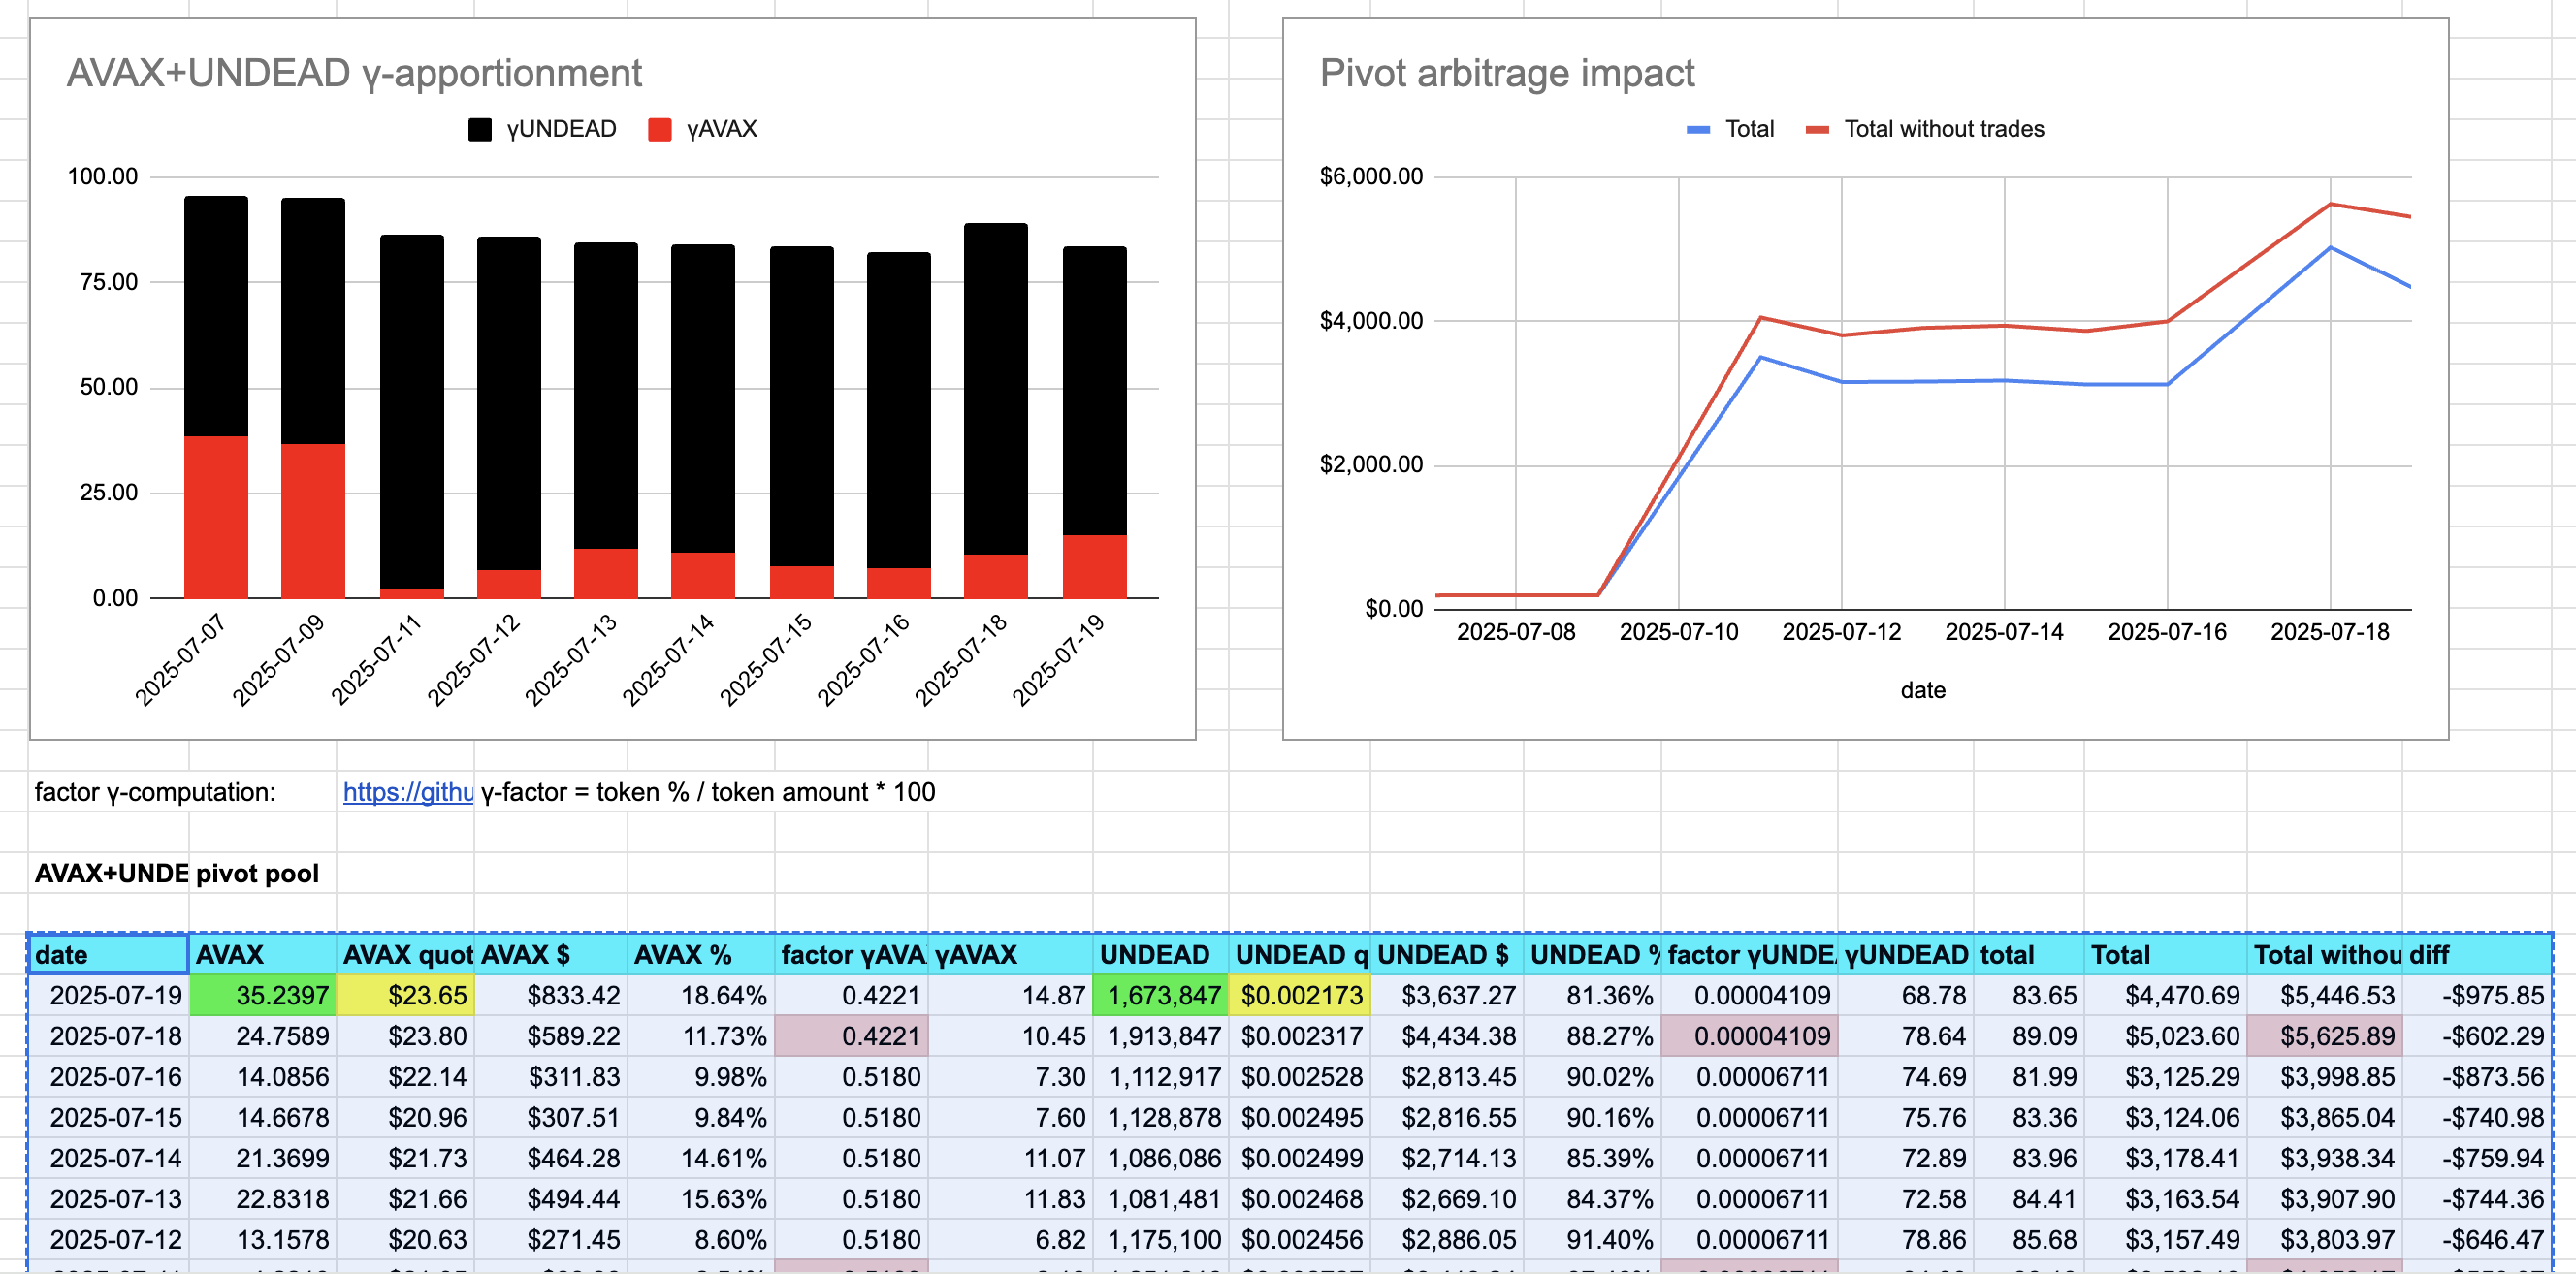 AVAX+UNDEAD γ-apportionment
γUNDEAD γAVAX
100.00
75.00
50.00
25.00
0.00
2025-07-07 2025-07-09 2025-07-11 2025-07-12 2025-07-13 2025-07-14 2025-07-15 2025-07-16 2025-07-18 2025-07-19
Pivot arbitrage impact
Total Total without trades
$6,000.00
$4,000.00
$2,000.00
$0.00
2025-07-08 2025-07-10 2025-07-12 2025-07-14 2025-07-16 2025-07-18
date
factor γ-computation: https://githu γ-factor = token % / token amount * 100
AVAX+UNDE pivot pool
date AVAX AVAX quot AVAX $ AVAX % factor γAVA γAVAX UNDEAD UNDEAD q UNDEAD $ UNDEAD % factor γUNDE γUNDEAD total Total Total withou diff
2025-07-19 35.2397 $23.65 $833.42 18.64% 0.4221 14.87 1,673,847 $0.002173 $3,637.27 81.36% 0.00004109 68.78 83.65 $4,470.69 $5,446.53 -$975.85
2025-07-18 24.7589 $23.80 $589.22 11.73% 0.4221 10.45 1,913,847 $0.002317 $4,434.38 88.27% 0.00004109 78.64 89.09 $5,023.60 $5,625.89 -$602.29
2025-07-16 14.0856 $22.14 $311.83 9.98% 0.5180 7.30 1,112,917 $0.002528 $2,813.45 90.02% 0.00006711 74.69 81.99 $3,125.29 $3,998.85 -$873.56
2025-07-15 14.6678 $20.96 $307.51 9.84% 0.5180 7.60 1,128,878 $0.002495 $2,816.55 90.16% 0.00006711 75.76 83.36 $3,124.06 $3,865.04 -$740.98
2025-07-14 21.3699 $21.73 $464.28 14.61% 0.5180 11.07 1,086,086 $0.002499 $2,714.13 85.39% 0.00006711 72.89 83.96 $3,178.41 $3,938.34 -$759.94
2025-07-13 22.8318 $21.66 $494.44 15.63% 0.5180 11.83 1,081,481 $0.002468 $2,669.10 84.37% 0.00006711 72.58 84.41 $3,163.54 $3,907.90 -$744.36
2025-07-12 13.1578 $20.63 $271.45 8.60% 0.5180 6.82 1,175,100 $0.002456 $2,886.05 91.40% 0.00006711 78.86 85.68 $3,157.49 $3,803.97 -$646.47